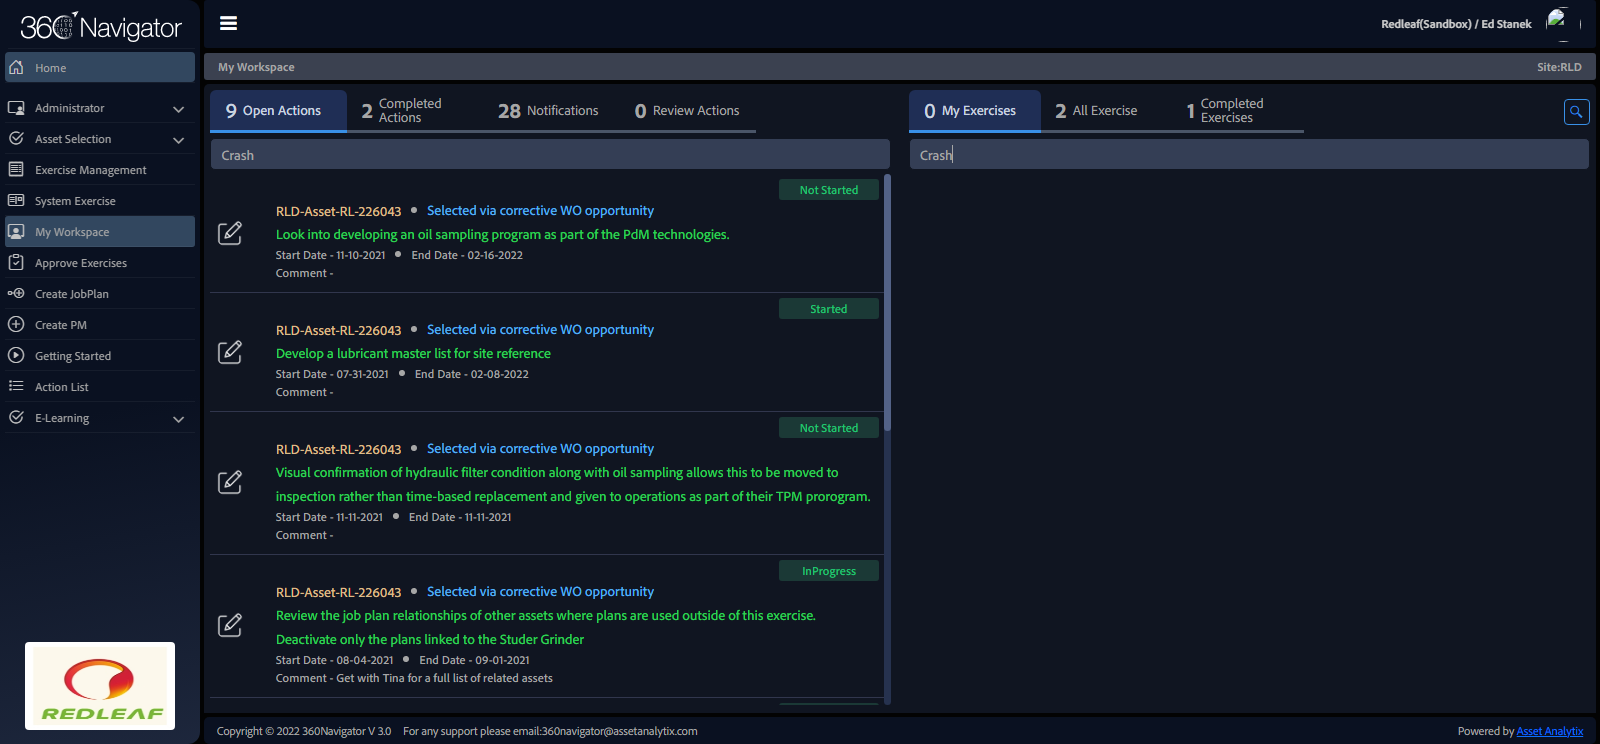 360 Navigator
Redleaf(Sandbox) / Ed Stanek
Home
Administrator
Asset Selection
Exercise Management
System Exercise
My Workspace
Approve Exercises
Create JobPlan
Create PM
Getting Started
Action List
E-Learning
REDLEAF
My Workspace
Site:RLD
9 Open Actions
2 Completed Actions
28 Notifications
0 Review Actions
Crash
Not Started
RLD-Asset-RL-226043 • Selected via corrective WO opportunity
Look into developing an oil sampling program as part of the PdM technologies.
Start Date - 11-10-2021 • End Date - 02-16-2022
Comment -
Started
RLD-Asset-RL-226043 • Selected via corrective WO opportunity
Develop a lubricant master list for site reference
Start Date - 07-31-2021 • End Date - 02-08-2022
Comment -
Not Started
RLD-Asset-RL-226043 • Selected via corrective WO opportunity
Visual confirmation of hydraulic filter condition along with oil sampling allows this to be moved to
inspection rather than time-based replacement and given to operations as part of their TPM prorogram.
Start Date - 11-11-2021 • End Date - 11-11-2021
Comment -
InProgress
RLD-Asset-RL-226043 • Selected via corrective WO opportunity
Review the job plan relationships of other assets where plans are used outside of this exercise.
Deactivate only the plans linked to the Studer Grinder
Start Date - 08-04-2021 • End Date - 09-01-2021
Comment - Get with Tina for a full list of related assets
0 My Exercises
2 All Exercise
1 Completed Exercises
Crash
Copyright © 2022 360Navigator V 3.0 For any support please email:360navigator@assetanalytix.com
Powered by Asset Analytix